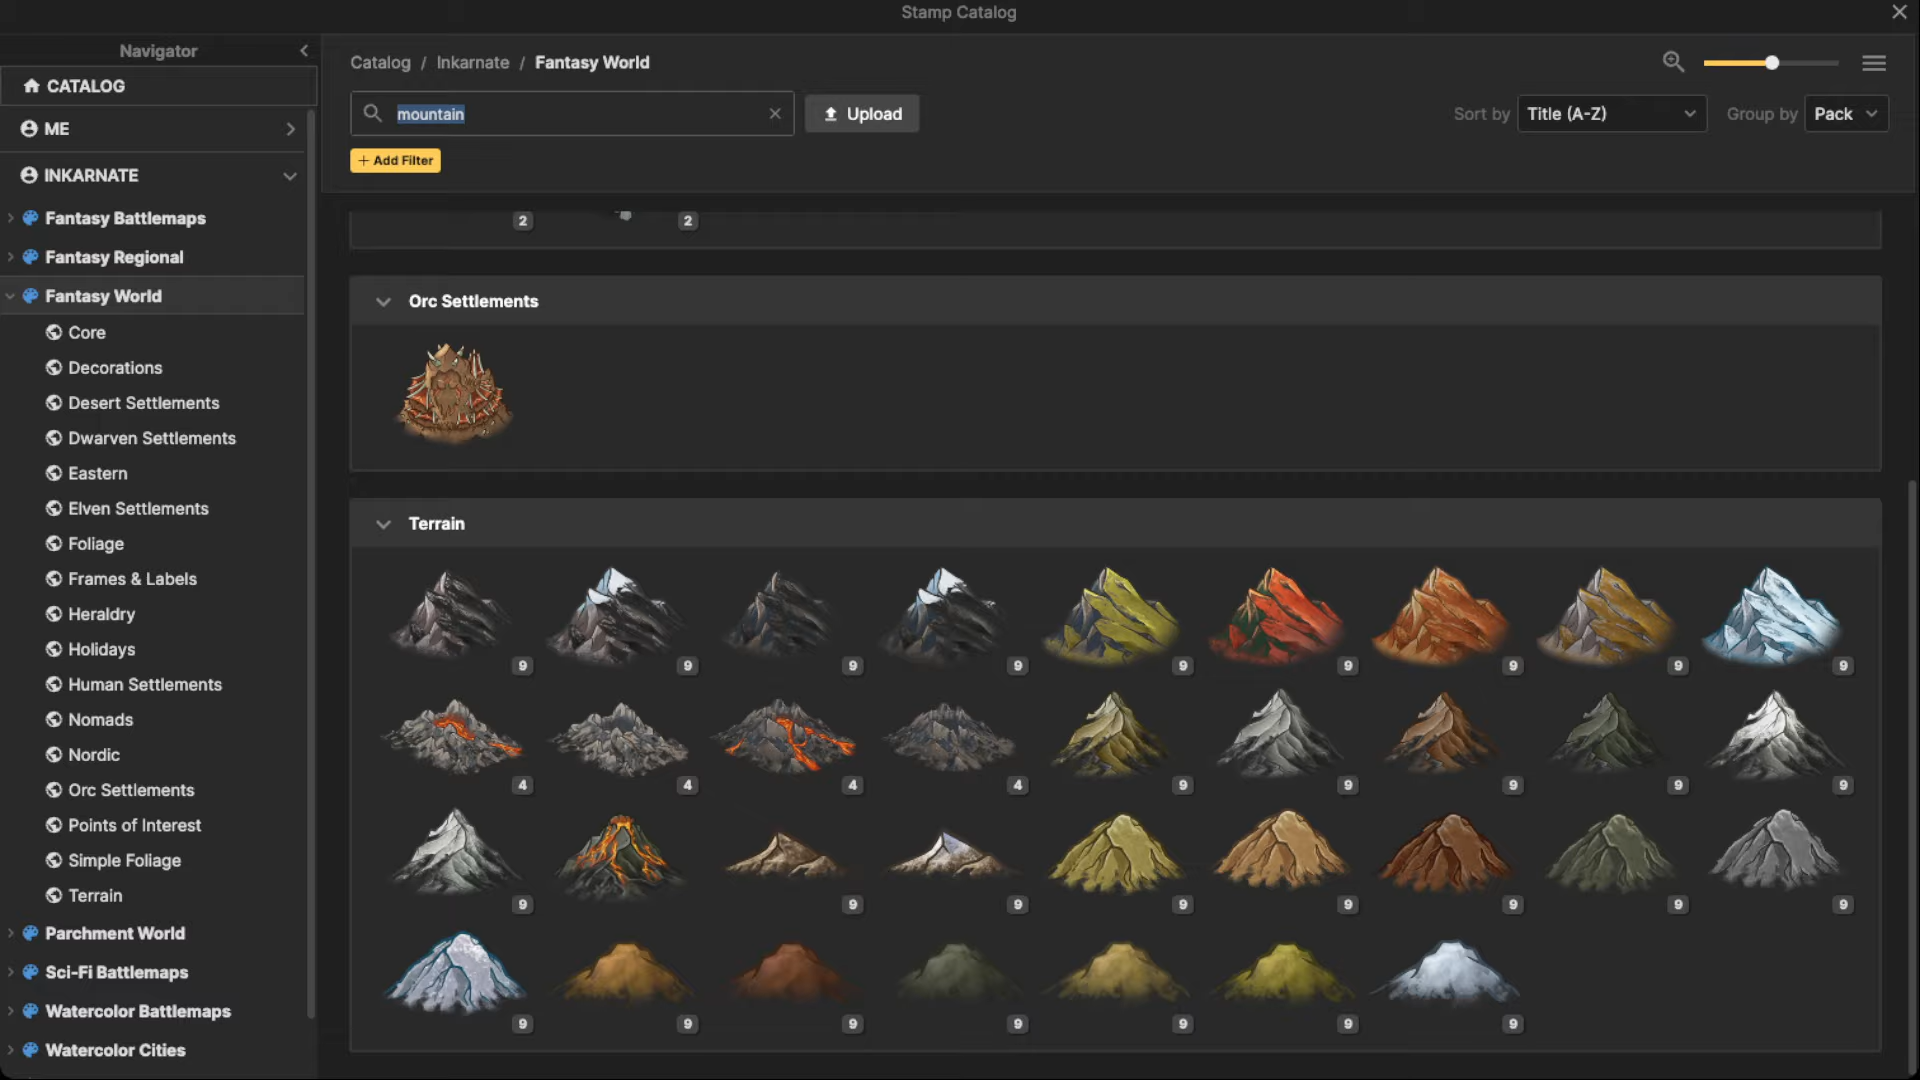 Stamp Catalog
Navigator
CATALOG
ME
INKARNATE
Fantasy Battlemaps
Fantasy Regional
Fantasy World
Core
Decorations
Desert Settlements
Dwarven Settlements
Eastern
Elven Settlements
Foliage
Frames & Labels
Heraldry
Holidays
Human Settlements
Nomads
Nordic
Orc Settlements
Points of Interest
Simple Foliage
Terrain
Parchment World
Sci-Fi Battlemaps
Watercolor Battlemaps
Watercolor Cities
Catalog / Inkarnate / Fantasy World
mountain
Upload
Sort by Title (A-Z) Group by Pack
+ Add Filter
2 2
Orc Settlements
Terrain
9 9 9 9 9 9 9 9 9
4 4 4 4 9 9 9 9 9
9 9 9 9 9 9 9 9
9 9 9 9 9 9 9